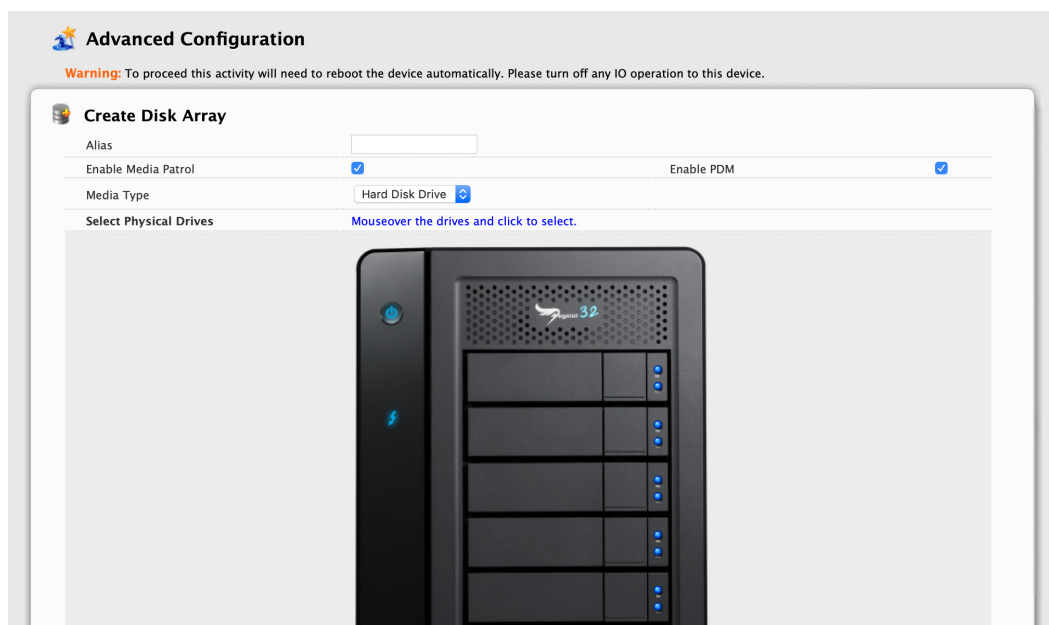 Advanced Configuration
Warning: To proceed this activity will need to reboot the device automatically. Please turn off any IO operation to this device.
Create Disk Array
Alias
Enable Media Patrol
Enable PDM
Media Type
Hard Disk Drive
Select Physical Drives
Mouseover the drives and click to select.
Pegasus 32